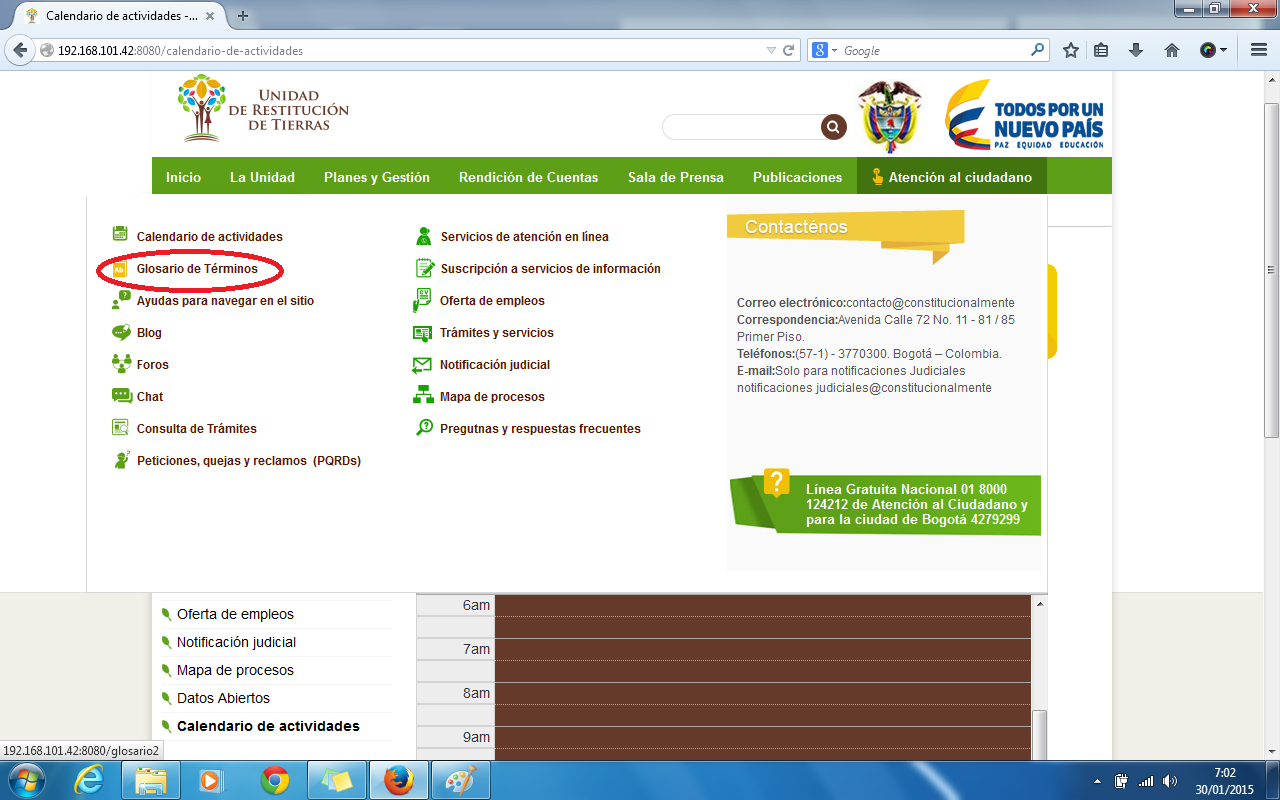 Calendario de actividades -...
192.168.101.42:8080/calendario-de-actividades
Google
UNIDAD
DE RESTITUCIÓN
DE TIERRAS
TODOS POR UN
NUEVO PAÍS
PAZ EQUIDAD EDUCACIÓN
Inicio
La Unidad
Planes y Gestión
Rendición de Cuentas
Sala de Prensa
Publicaciones
Atención al ciudadano
Calendario de actividades
Glosario de Términos
Ayudas para navegar en el sitio
Blog
Foros
Chat
Consulta de Trámites
Peticiones, quejas y reclamos (PQRDs)
Servicios de atención en línea
Suscripción a servicios de información
Oferta de empleos
Trámites y servicios
Notificación judicial
Mapa de procesos
Pregutnas y respuestas frecuentes
Contacténos
Correo electrónico:contacto@constitucionalmente
Correspondencia:Avenida Calle 72 No. 11 - 81 / 85
Primer Piso.
Teléfonos:(57-1) - 3770300. Bogotá – Colombia.
E-mail:Solo para notificaciones Judiciales
notificaciones judiciales@constitucionalmente
Línea Gratuita Nacional 01 8000
124212 de Atención al Ciudadano y
para la ciudad de Bogotá 4279299
Oferta de empleos
Notificación judicial
Mapa de procesos
Datos Abiertos
Calendario de actividades
6am
7am
8am
9am
192.168.101.42:8080/glosario2
7:02
30/01/2015